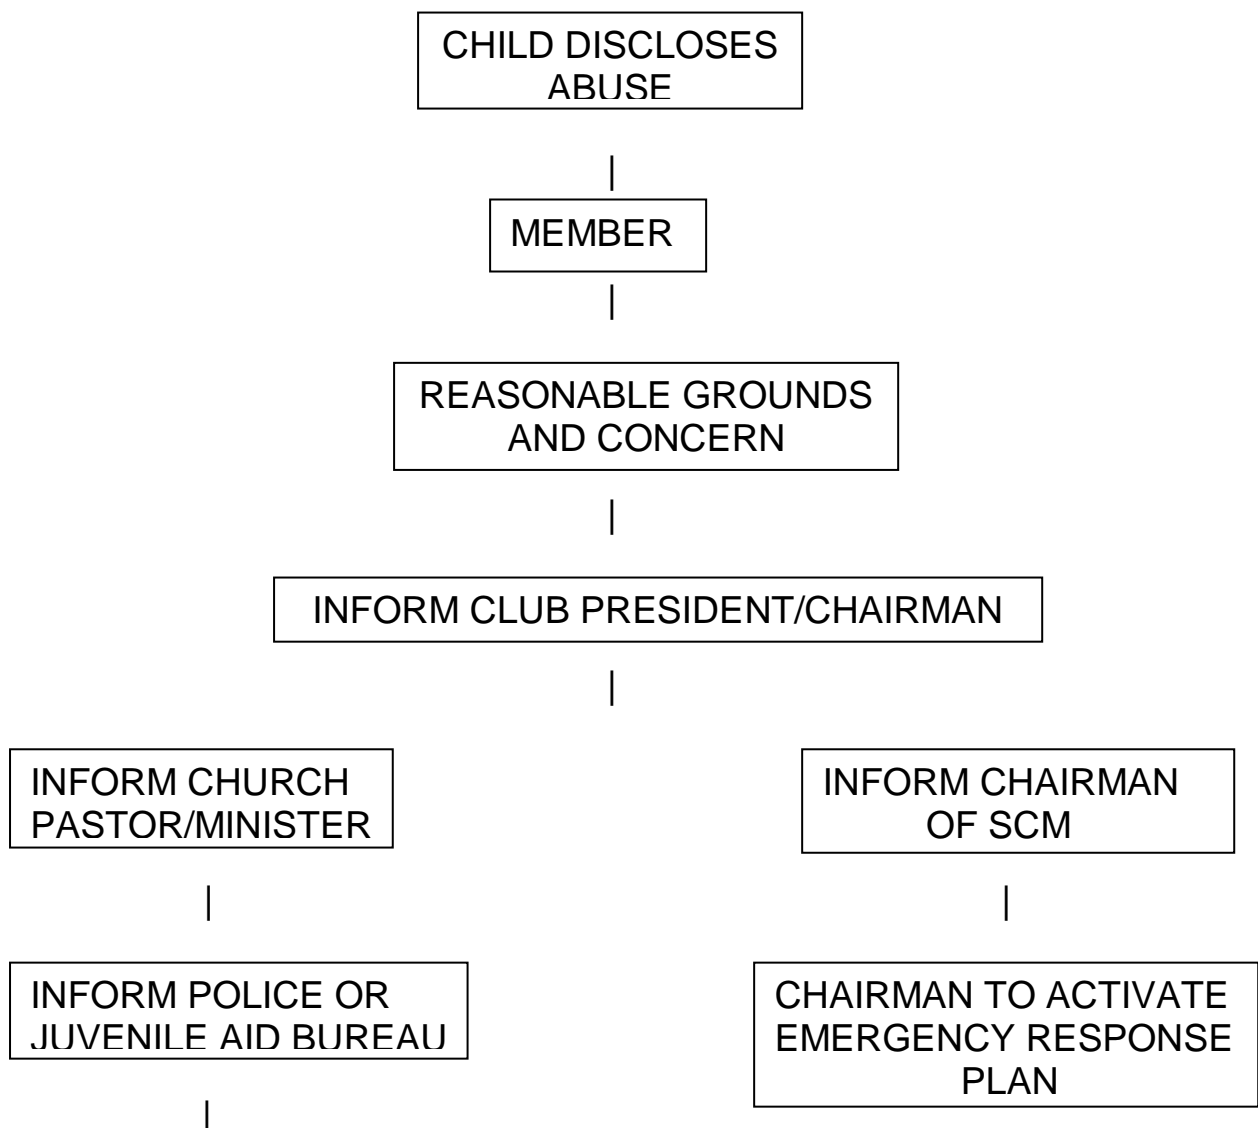 CHILD DISCLOSES
ABUSE
MEMBER
REASONABLE GROUNDS
AND CONCERN
INFORM CLUB PRESIDENT/CHAIRMAN
INFORM CHURCH
PASTOR/MINISTER
INFORM CHAIRMAN
OF SCM
INFORM POLICE OR
JUVENILE AID BUREAU
CHAIRMAN TO ACTIVATE
EMERGENCY RESPONSE
PLAN